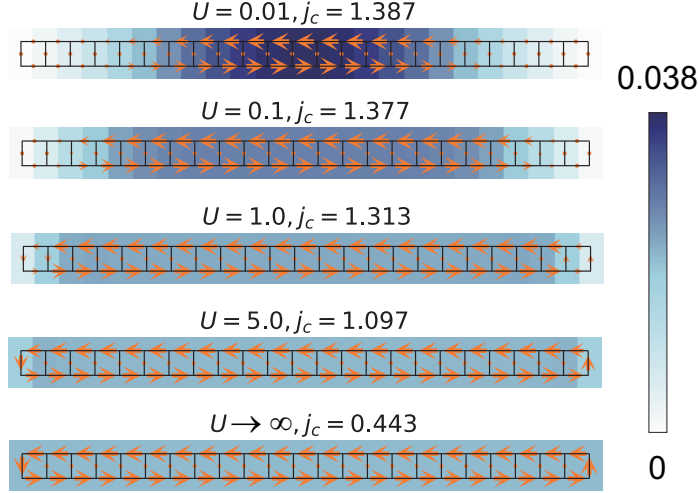 U = 0.01, j_c = 1.387
0.038
U = 0.1, j_c = 1.377
U = 1.0, j_c = 1.313
U = 5.0, j_c = 1.097
U → ∞, j_c = 0.443
0